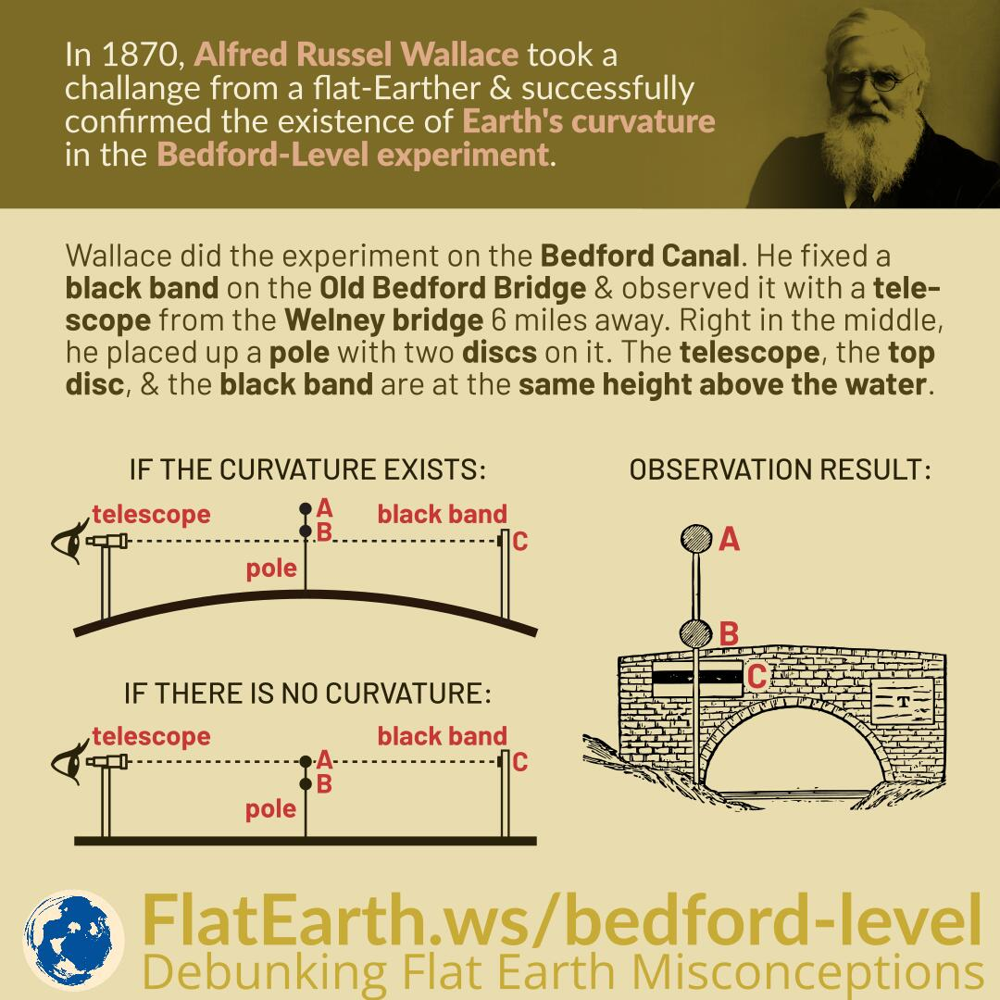 In 1870, Alfred Russel Wallace took a
challange from a flat-Earther & successfully
confirmed the existence of Earth's curvature
in the Bedford-Level experiment.
Wallace did the experiment on the Bedford Canal. He fixed a
black band on the Old Bedford Bridge & observed it with a tele-
scope from the Welney bridge 6 miles away. Right in the middle,
he placed up a pole with two discs on it. The telescope, the top
disc, & the black band are at the same height above the water.
IF THE CURVATURE EXISTS:
telescope
A
black band
B
C
pole
IF THERE IS NO CURVATURE:
telescope
black band
A
C
B
pole
OBSERVATION RESULT:
A
B
C
T
FlatEarth.ws/bedford-level
Debunking Flat Earth Misconceptions